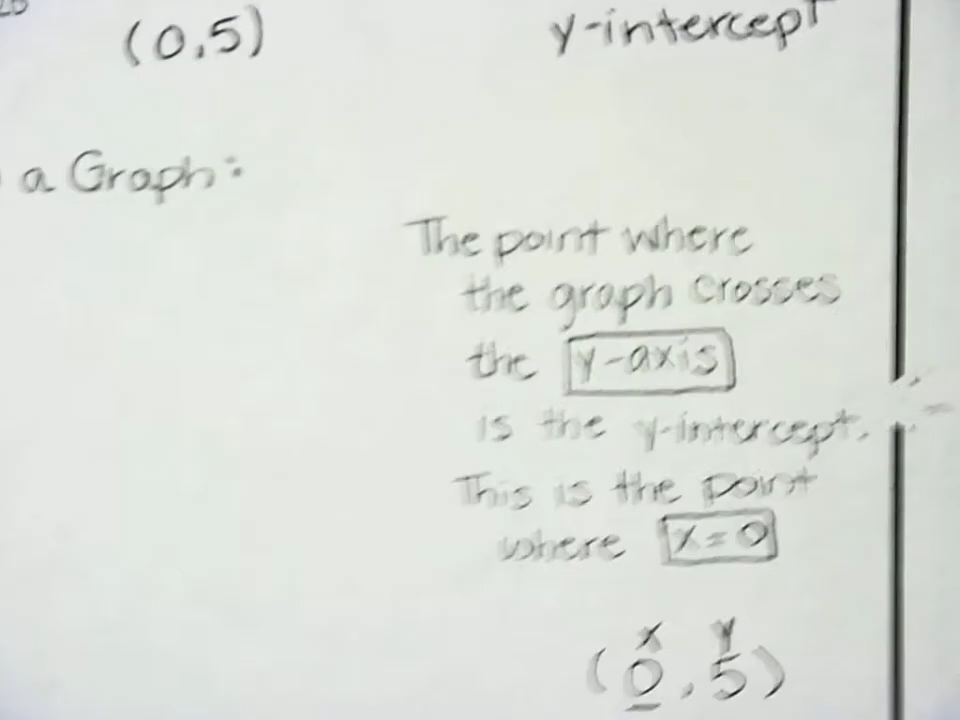 (0,5) y-intercept
a Graph:
The point where
the graph crosses
the y-axis
is the y-intercept.
This is the point
where x=0
x y
(0,5)